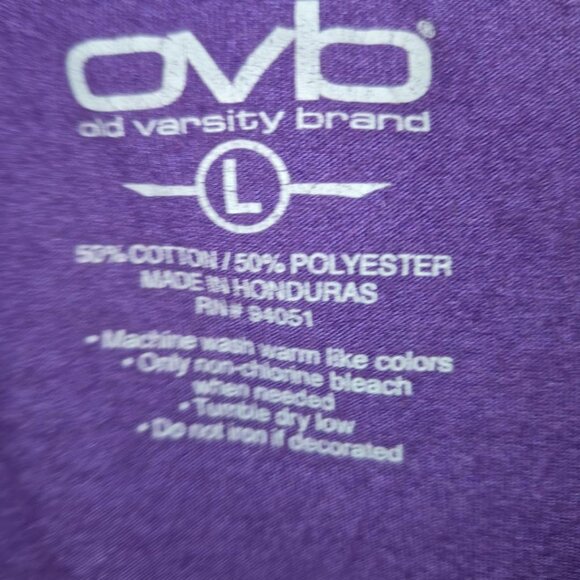 ovb®
old varsity brand
L
50% COTTON / 50% POLYESTER
MADE IN HONDURAS
RN# 94051
• Machine wash warm like colors
• Only non-chlorine bleach
when needed
• Tumble dry low
• Do not iron if decorated